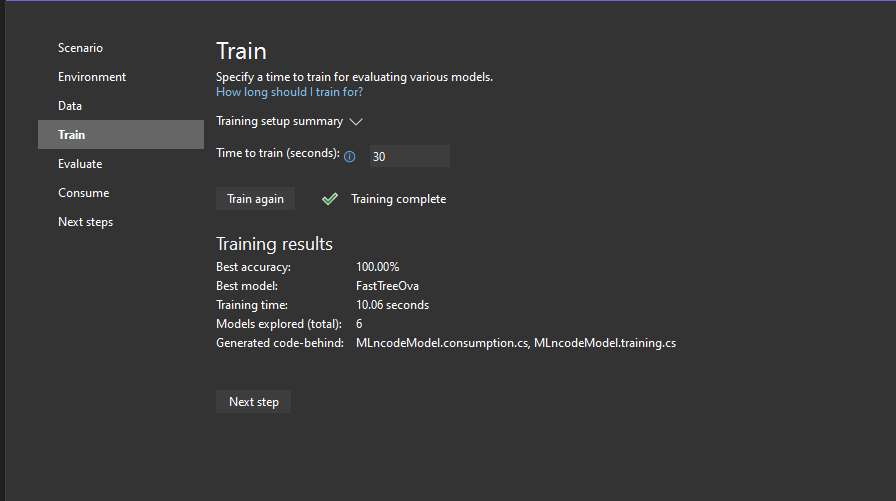 Scenario
Environment
Data
Train
Evaluate
Consume
Next steps
Train
Specify a time to train for evaluating various models.
How long should I train for?
Training setup summary
Time to train (seconds): 30
Train again Training complete
Training results
Best accuracy: 100.00%
Best model: FastTreeOva
Training time: 10.06 seconds
Models explored (total): 6
Generated code-behind: MLncodeModel.consumption.cs, MLncodeModel.training.cs
Next step